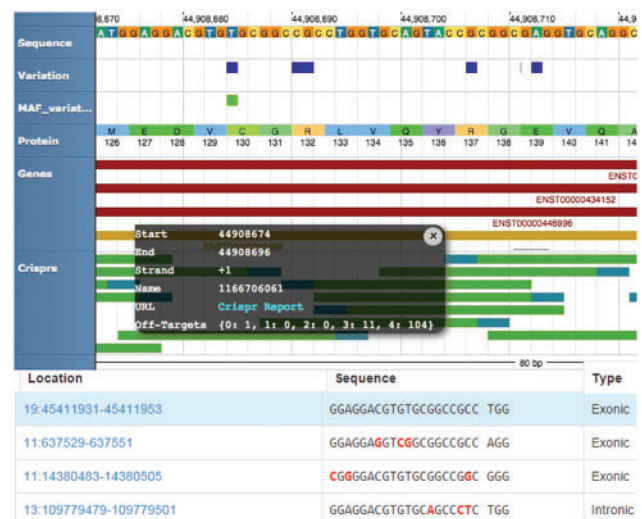 8,670 44,908,680 44,908,690 44,908,700 44,908,710 44,9
Sequence ATGGAGGACGTGTGCGGCCGCCTGGTGCAGTACCGCGGCGAGGTGCAGGC
Variation
MAF_variat...
Protein M E D V C G R L V Q Y R G E V Q A
126 127 128 129 130 131 132 133 134 135 136 137 138 139 140 141 14
Genes
ENST0
ENST00000434152
ENST00000446996
Crisprs
Start 44908674
End 44908696
Strand +1
Name 1166706061
URL Crispr Report
Off-Targets {0: 1, 1: 0, 2: 0, 3: 11, 4: 104}
×
80 bp
Location Sequence Type
19:45411931-45411953 GGAGGACGTGTGCGGCCGCC TGG Exonic
11:637529-637551 GGAGGAGGTCGGCGGCCGCC AGG Exonic
11:14380483-14380505 CGGGGACGTGTGCGGCCGGC GGG Exonic
13:109779479-109779501 GGAGGACGTGTGCAGCCCTC TGG Intronic